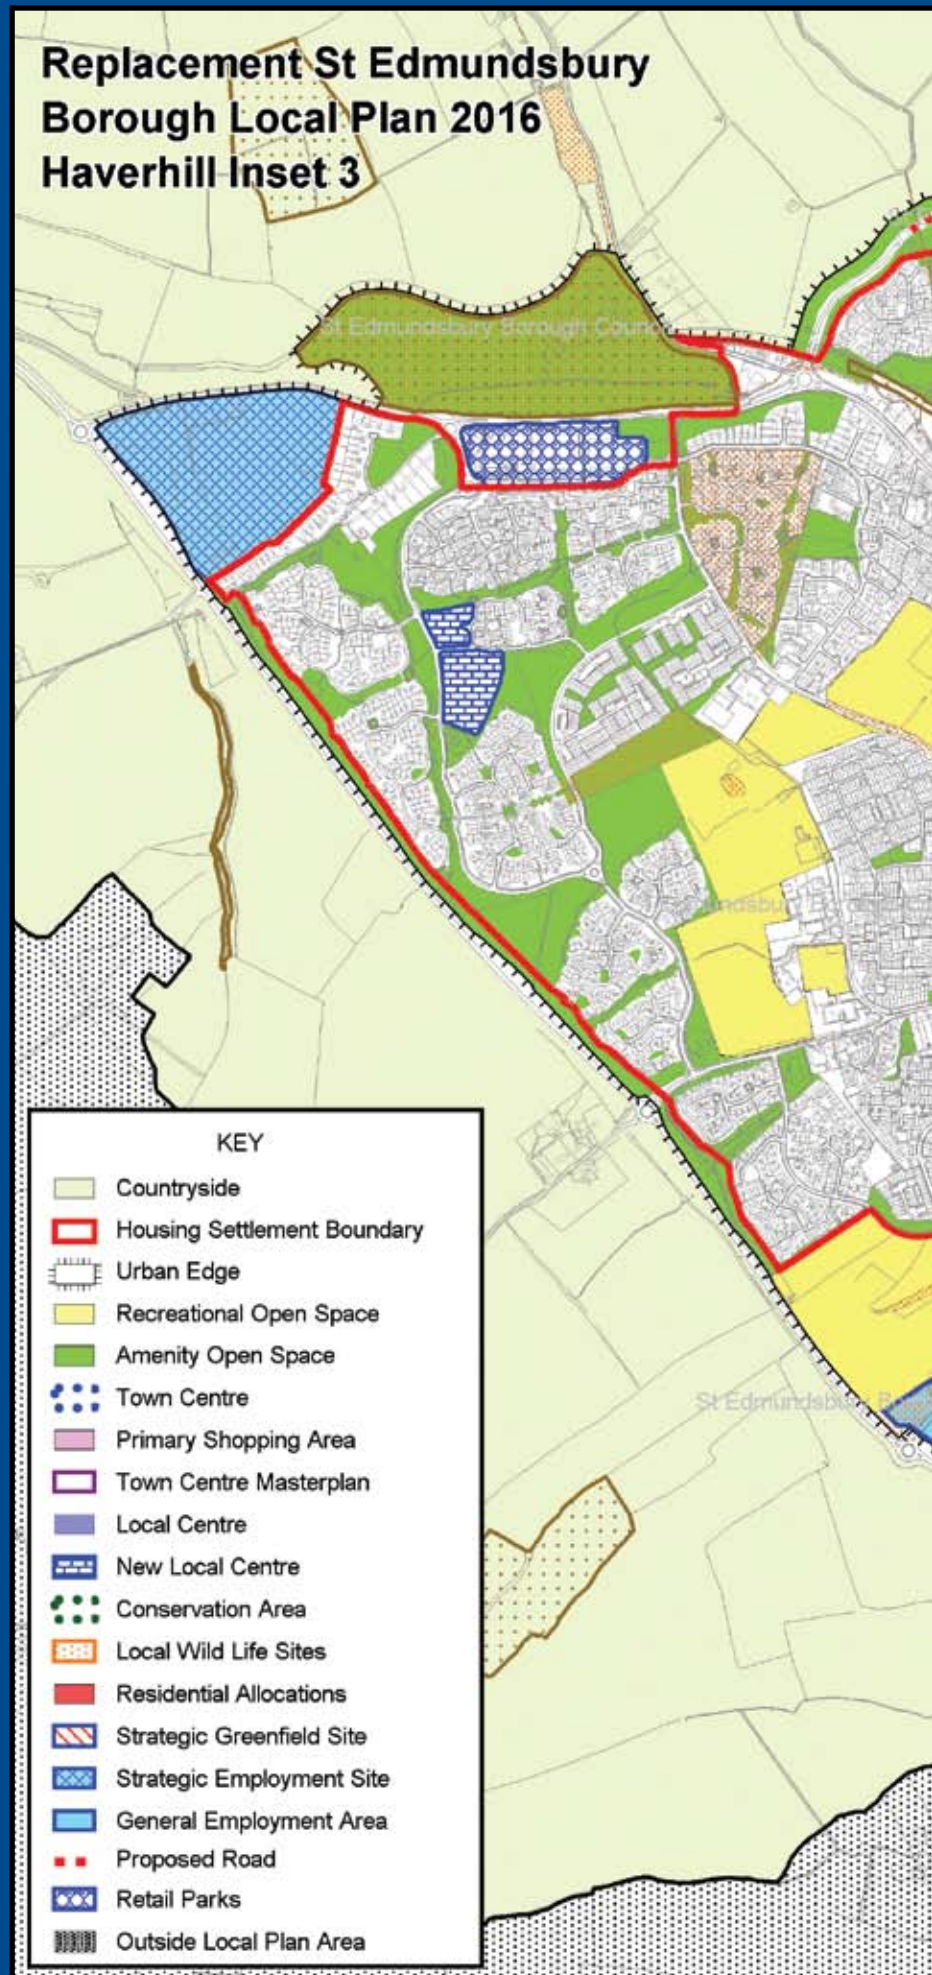 Replacement St Edmundsbury
Borough Local Plan 2016
Haverhill Inset 3
St Edmundsbury Borough Council
St Edmundsbury
KEY
Countryside
Housing Settlement Boundary
Urban Edge
Recreational Open Space
Amenity Open Space
Town Centre
Primary Shopping Area
Town Centre Masterplan
Local Centre
New Local Centre
Conservation Area
Local Wild Life Sites
Residential Allocations
Strategic Greenfield Site
Strategic Employment Site
General Employment Area
Proposed Road
Retail Parks
Outside Local Plan Area